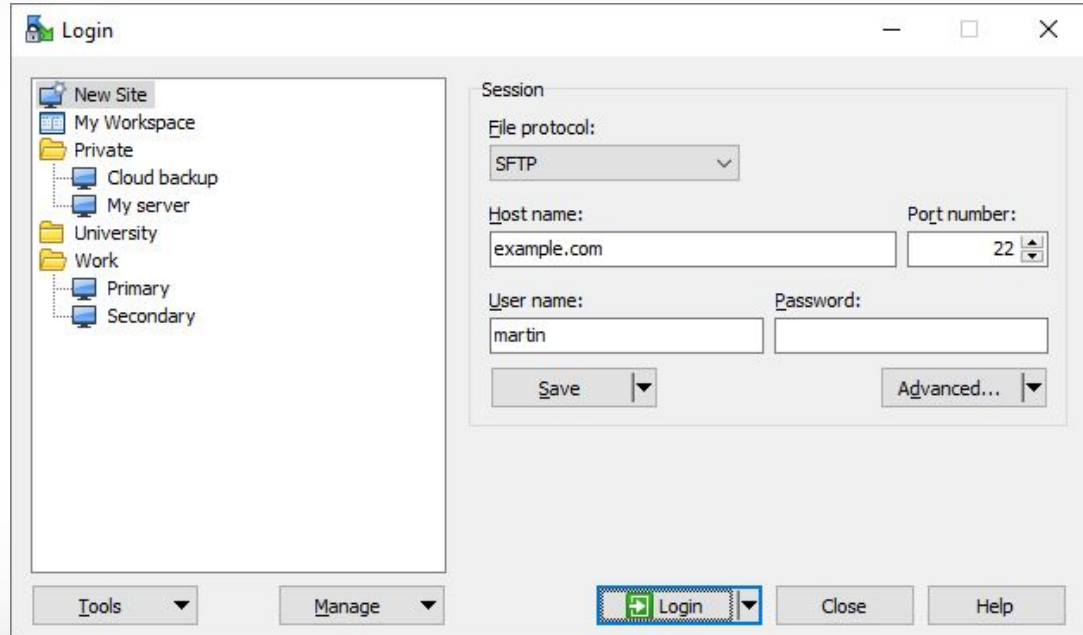 Login
New Site
My Workspace
Private
Cloud backup
My server
University
Work
Primary
Secondary
Session
File protocol:
SFTP
Host name:
Port number:
example.com
22
User name:
Password:
martin
Save
Advanced...
Tools
Manage
Login
Close
Help